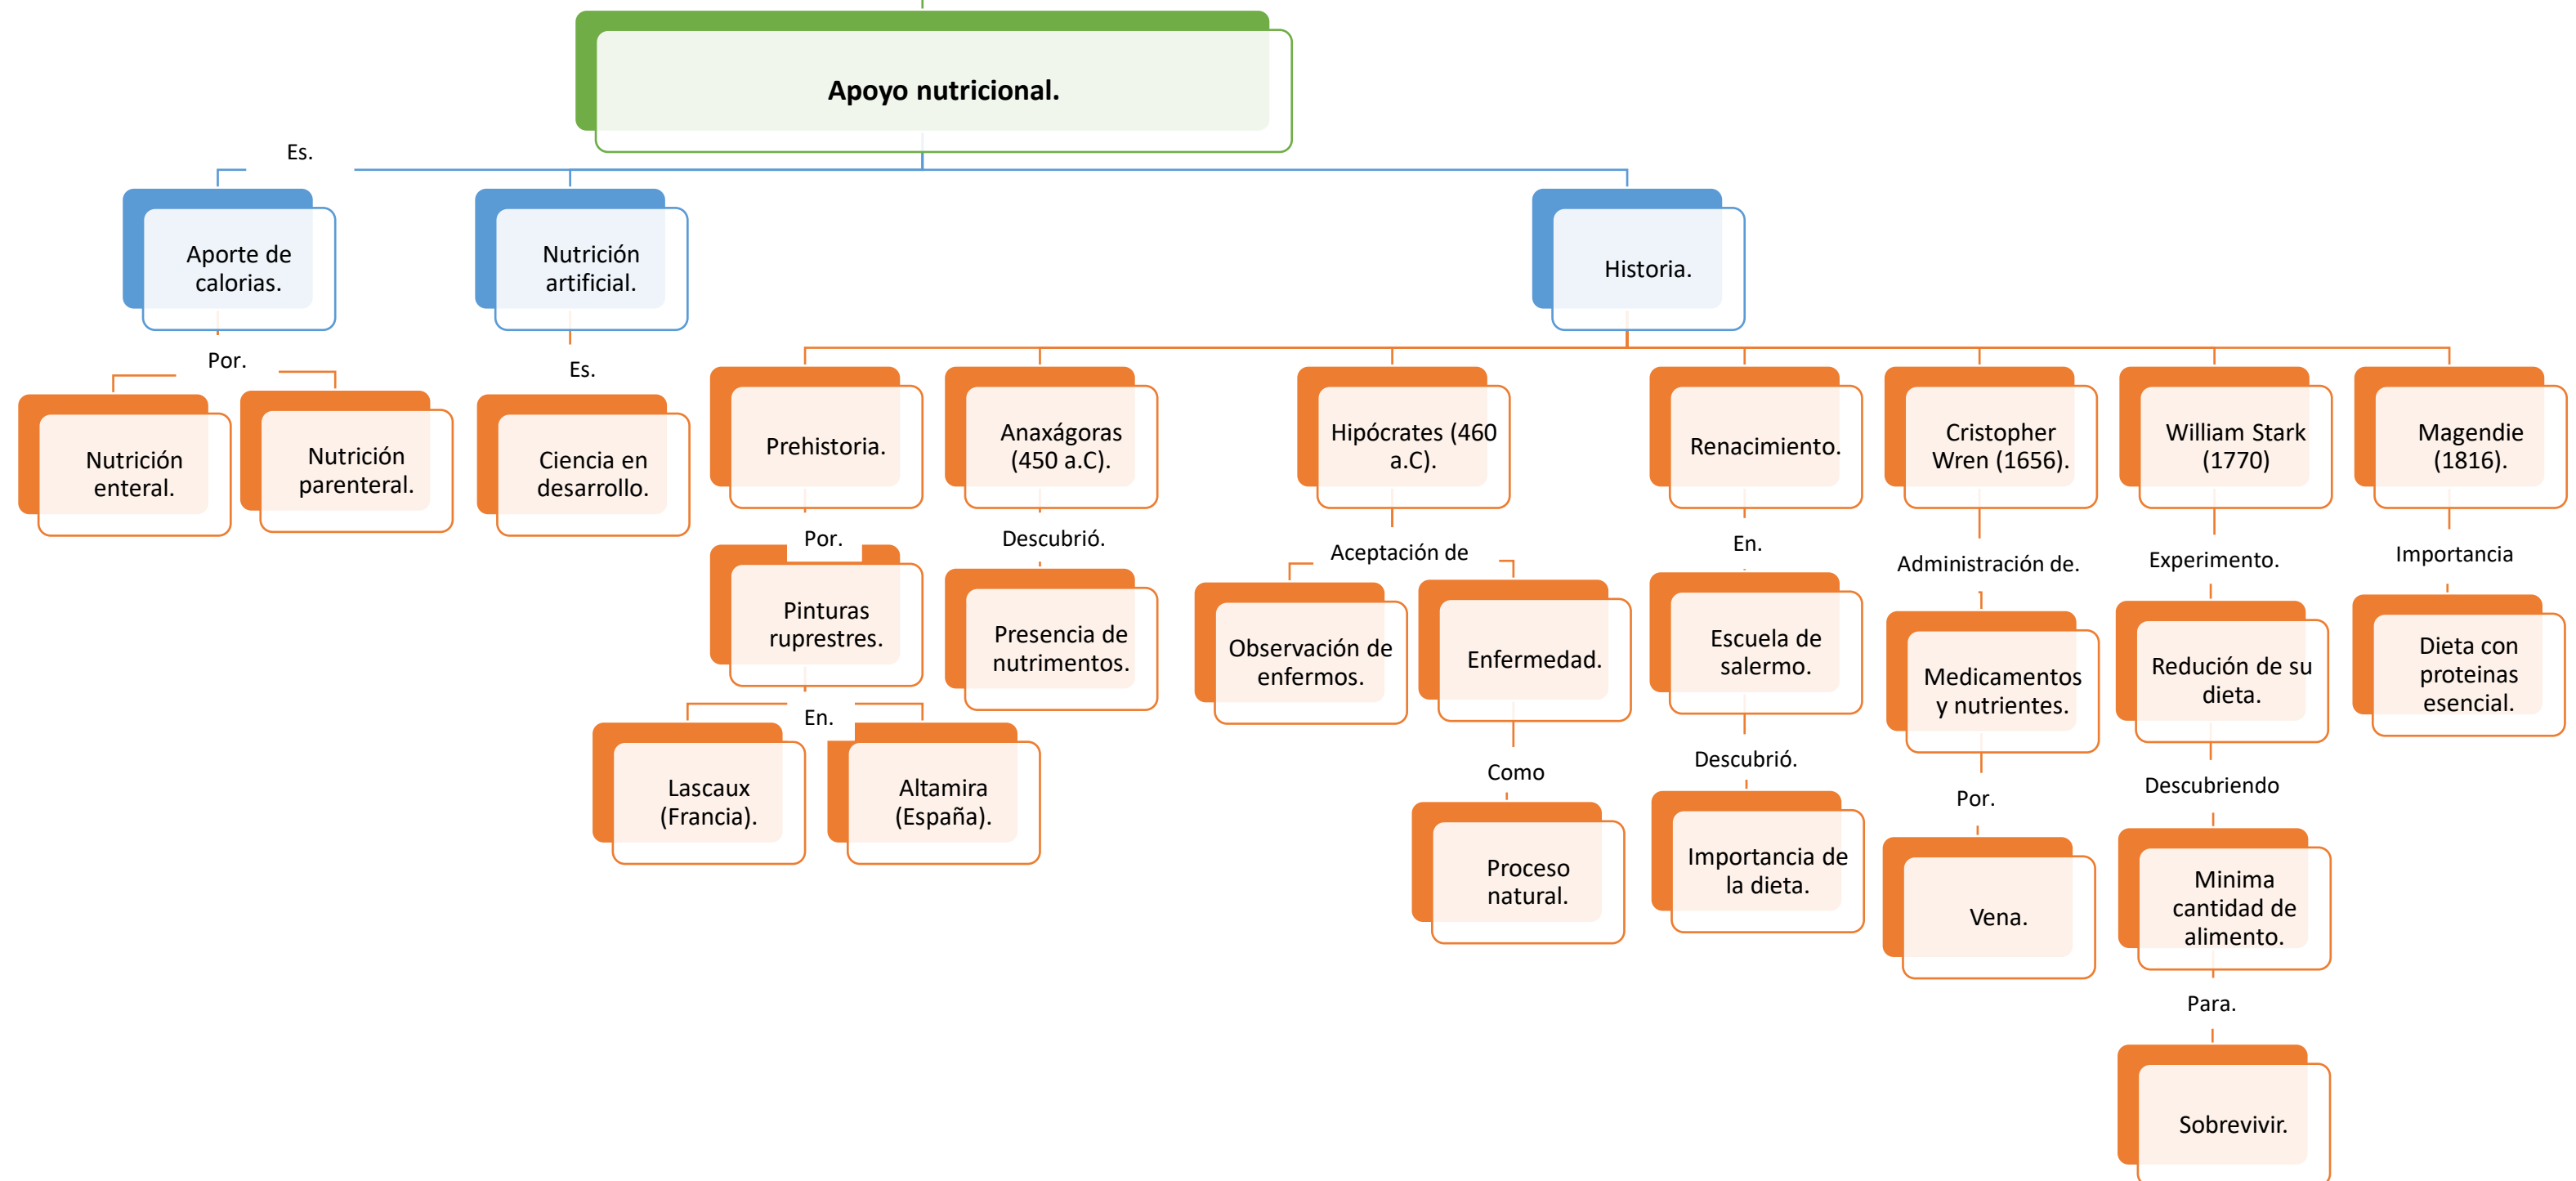 Apoyo nutricional.
Es.
Aporte de
calorias.
Nutrición
artificial.
Historia.
Por.
Es.
Nutrición
enteral.
Nutrición
parenteral.
Ciencia en
desarrollo.
Prehistoria.
Anaxágoras
(450 a.C).
Hipócrates (460
a.C).
Renacimiento.
Cristopher
Wren (1656).
William Stark
(1770)
Magendie
(1816).
Por.
Descubrió.
Aceptación de
En.
Administración de.
Experimento.
Importancia
Pinturas
ruprestres.
Presencia de
nutrimentos.
Observación de
enfermos.
Enfermedad.
Escuela de
salermo.
Medicamentos
y nutrientes.
Redución de su
dieta.
Dieta con
proteinas
esencial.
En.
Como
Descubrió.
Por.
Descubriendo
Lascaux
(Francia).
Altamira
(España).
Proceso
natural.
Importancia de
la dieta.
Vena.
Minima
cantidad de
alimento.
Para.
Sobrevivir.